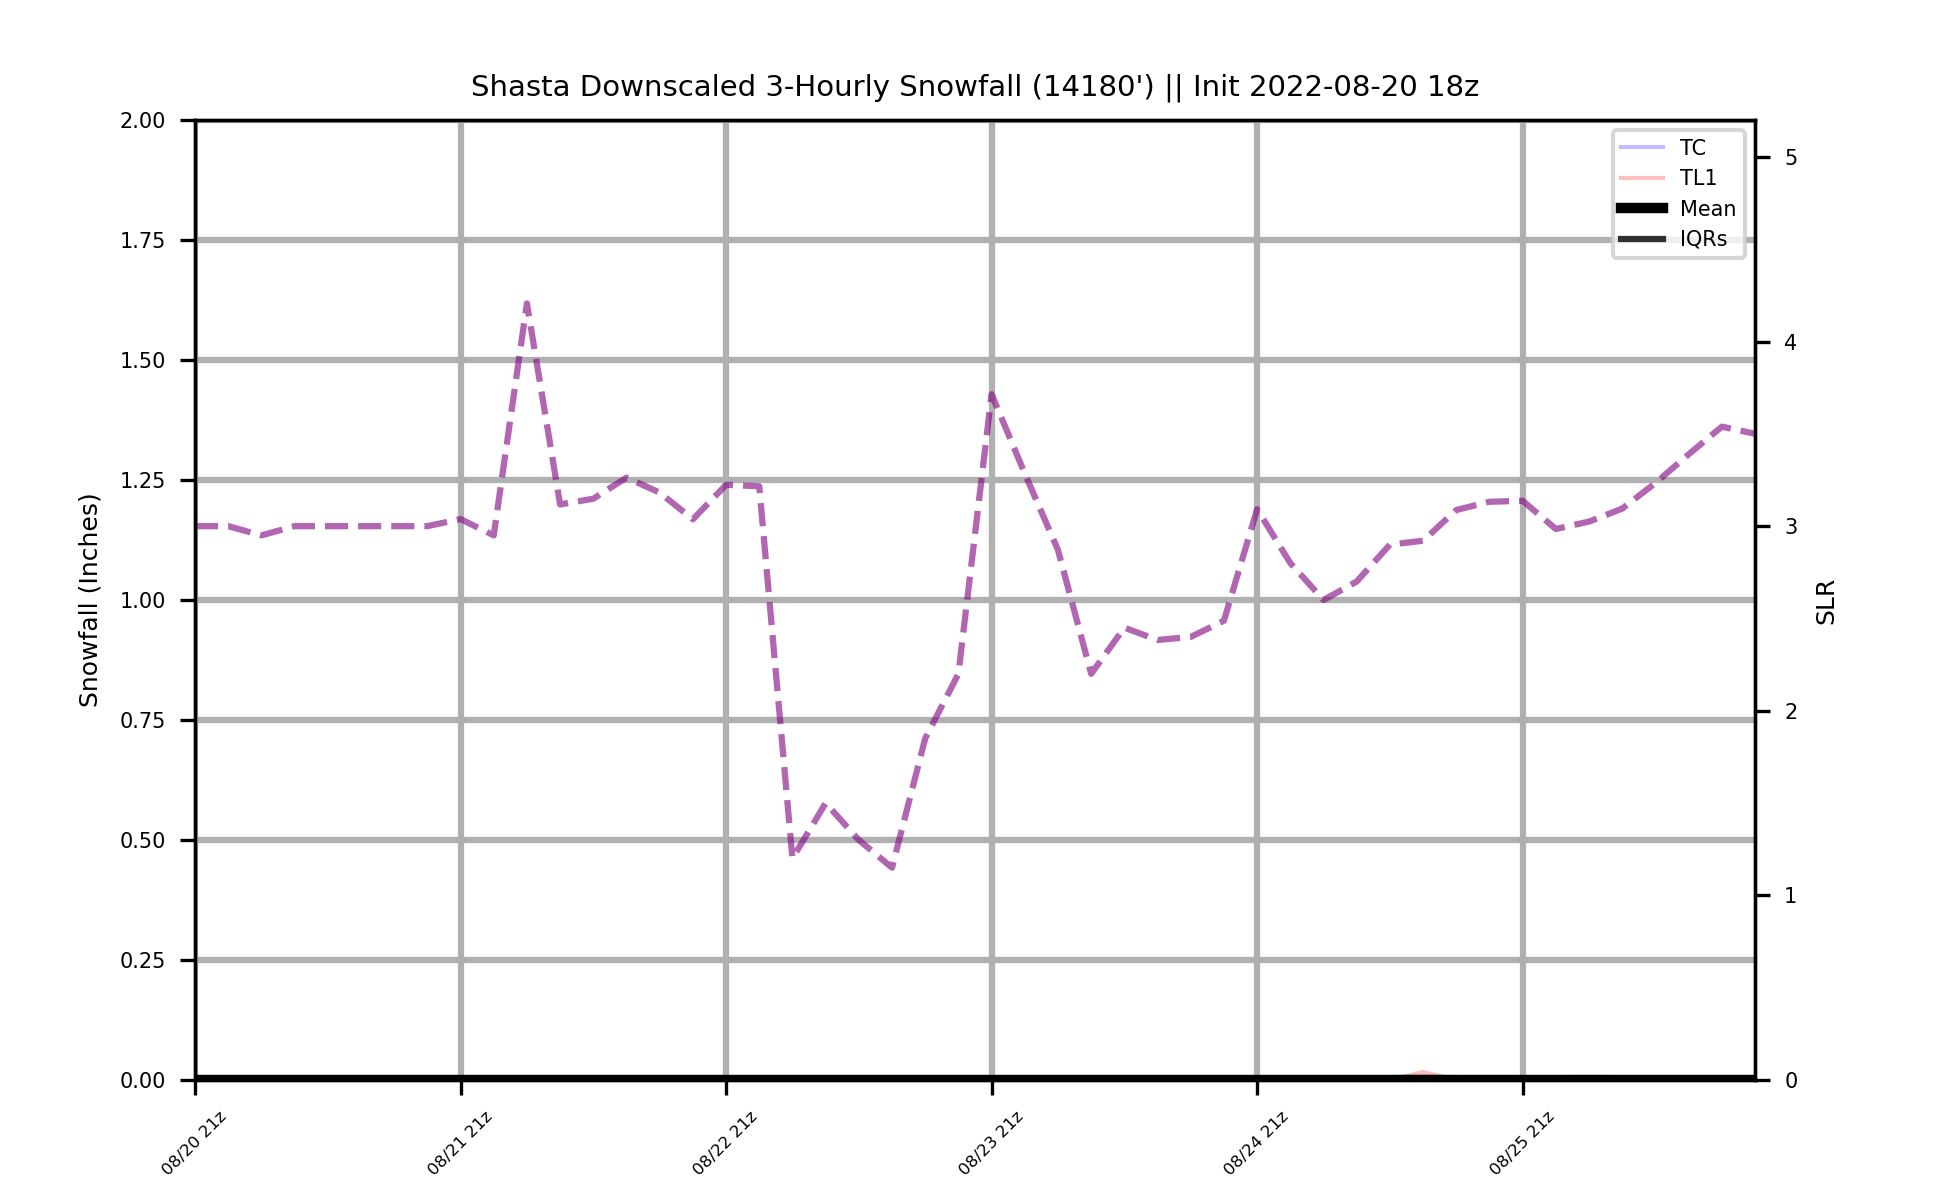 Shasta Downscaled 3-Hourly Snowfall (14180') || Init 2022-08-20 18z
2.00
1.75
1.50
1.25
1.00
0.75
0.50
0.25
0.00
Snowfall (Inches)
TC
TL1
Mean
IQRs
5
4
3
2
1
0
SLR
08/20 21z
08/21 21z
08/22 21z
08/23 21z
08/24 21z
08/25 21z